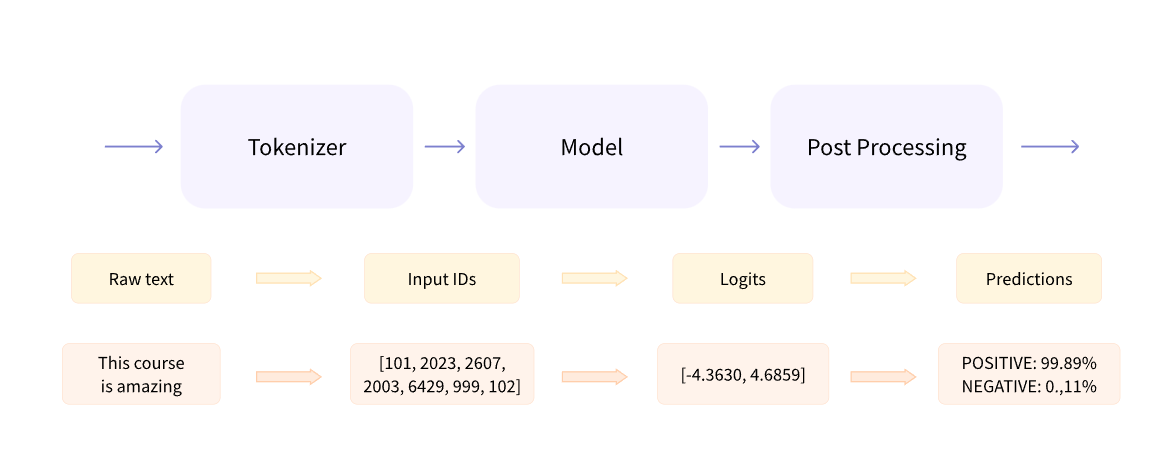 Tokenizer
Model
Post Processing
Raw text
Input IDs
Logits
Predictions
This course
is amazing
[101, 2023, 2607,
2003, 6429, 999, 102]
[-4.3630, 4.6859]
POSITIVE: 99.89%
NEGATIVE: 0.,11%